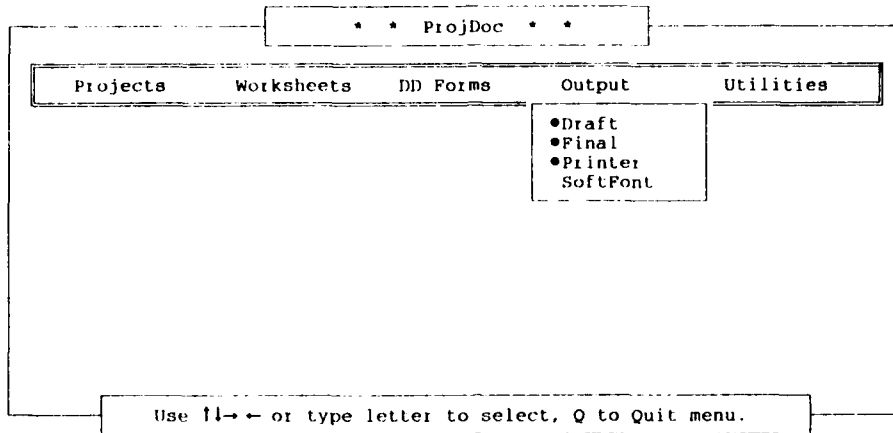 * * ProjDoc * *
Projects Worksheets DD Forms Output Utilities
•Draft
•Final
•Printer
SoftFont
Use ↑↓→← or type letter to select, Q to Quit menu.